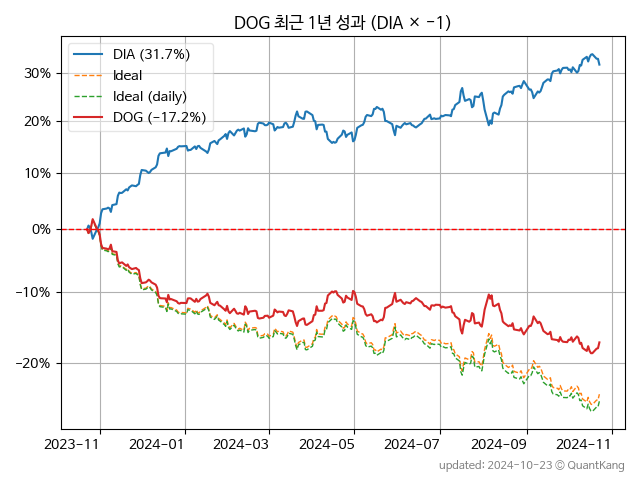 DOG 최근 1년 성과 (DIA × −1)
DIA (31.7%)
Ideal
Ideal (daily)
DOG (−17.2%)
30%
20%
10%
0%
−10%
−20%
2023-11
2024-01
2024-03
2024-05
2024-07
2024-09
2024-11
updated: 2024-10-23 © QuantKang